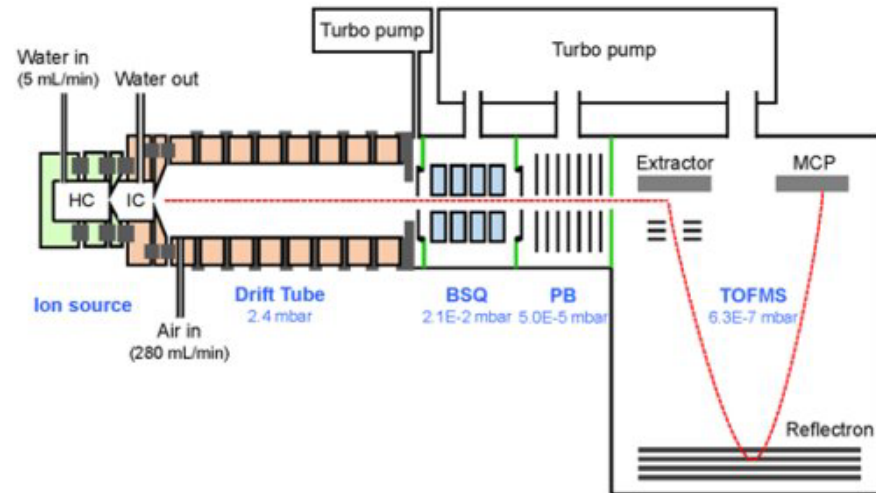 Turbo pump
Turbo pump
Water in
(5 mL/min)
Water out
Extractor
MCP
HC
IC
Ion source
Drift Tube
2.4 mbar
BSQ
2.1E-2 mbar
PB
5.0E-5 mbar
TOFMS
6.3E-7 mbar
Air in
(280 mL/min)
Reflectron